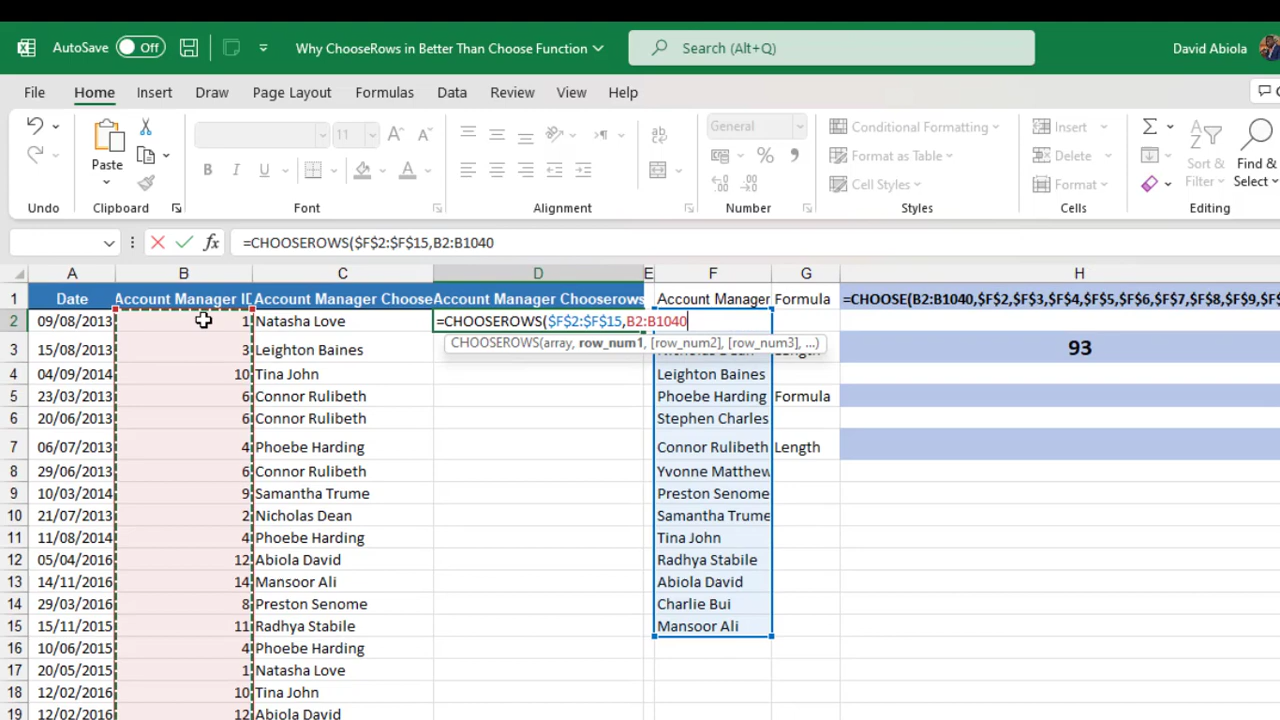 AutoSave Off Why ChooseRows in Better Than Choose Function Search (Alt+Q) David Abiola
File Home Insert Draw Page Layout Formulas Data Review View Help
11 General Conditional Formatting Insert
Paste B I U Format as Table Delete Sort & Find &
Cell Styles Format Filter Select
Undo Clipboard Font Alignment Number Styles Cells Editing
=CHOOSEROWS($F$2:$F$15,B2:B1040
A B C D E F G H
1 Date Account Manager ID Account Manager Choose Account Manager Chooserows Account Manager Formula =CHOOSE(B2:B1040,$F$2,$F$3,$F$4,$F$5,$F$6,$F$7,$F$8,$F$9,$F
2 09/08/2013 1 Natasha Love =CHOOSEROWS($F$2:$F$15,B2:B1040
CHOOSEROWS(array, row_num1, [row_num2], [row_num3], ...)
3 15/08/2013 3 Leighton Baines 93
4 04/09/2014 10 Tina John Leighton Baines
5 23/03/2013 6 Connor Rulibeth Phoebe Harding Formula
6 20/06/2013 6 Connor Rulibeth Stephen Charles
7 06/07/2013 4 Phoebe Harding Connor Rulibeth Length
8 29/06/2013 6 Connor Rulibeth Yvonne Matthew
9 10/03/2014 9 Samantha Trume Preston Senome
10 21/07/2013 2 Nicholas Dean Samantha Trume
11 11/08/2014 4 Phoebe Harding Tina John
12 05/04/2016 12 Abiola David Radhya Stabile
13 14/11/2016 14 Mansoor Ali Abiola David
14 29/03/2016 8 Preston Senome Charlie Bui
15 15/11/2015 11 Radhya Stabile Mansoor Ali
16 10/06/2015 4 Phoebe Harding
17 20/05/2015 1 Natasha Love
18 12/02/2016 10 Tina John
19 12/02/2016 12 Abiola David